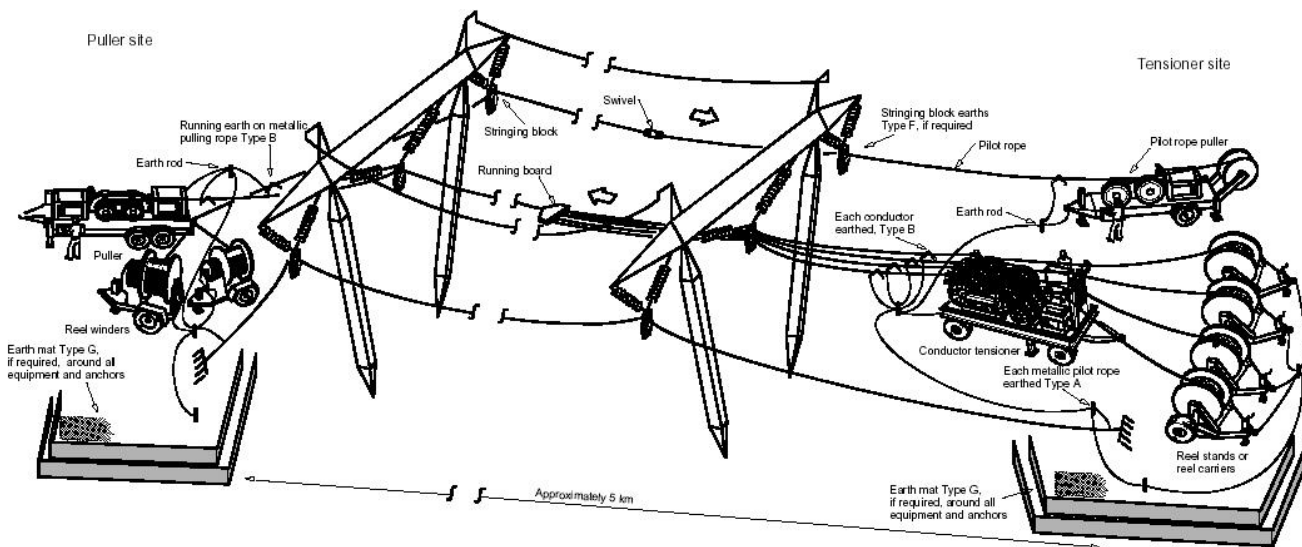 Puller site
Tensioner site
Running earth on metallic
pulling rope Type B
Earth rod
Stringing block
Swivel
Running board
Stringing block earths
Type F, if required
Pilot rope
Pilot rope puller
Each conductor
earthed, Type B
Earth rod
Puller
Reel winders
Earth mat Type G,
if required, around all
equipment and anchors
Conductor tensioner
Each metallic pilot rope
earthed Type A
Reel stands or
reel carriers
Earth mat Type G,
if required, around all
equipment and anchors
Approximately 5 km